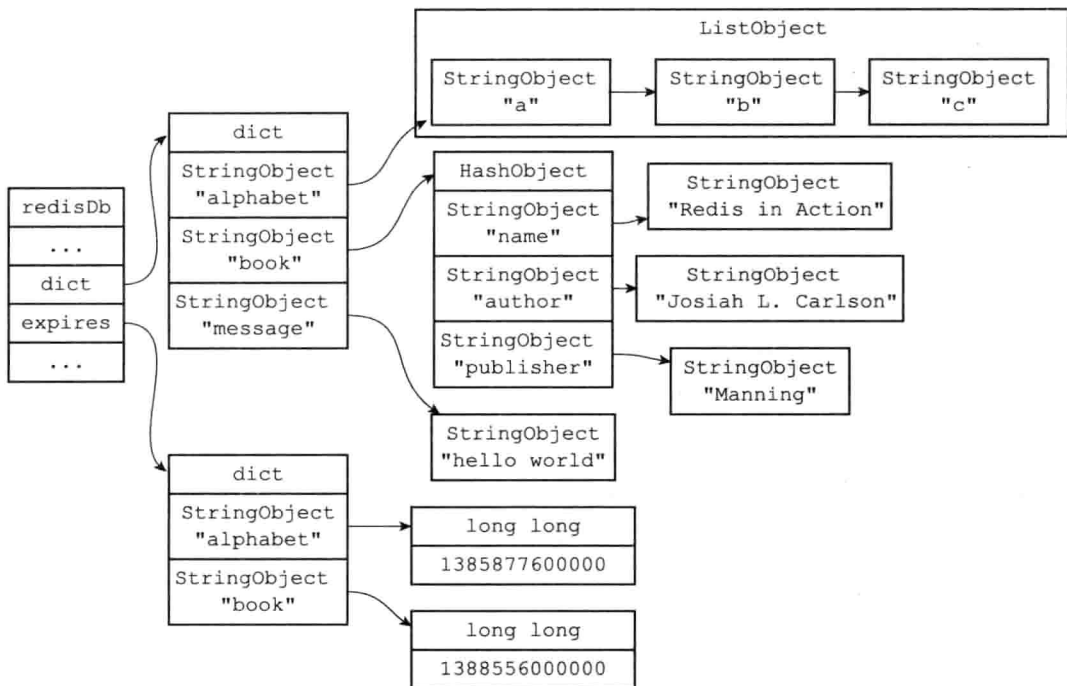 ListObject
StringObject
"a"
StringObject
"b"
StringObject
"c"
redisDb
...
dict
expires
...
dict
StringObject
"alphabet"
StringObject
"book"
StringObject
"message"
HashObject
StringObject
"name"
StringObject
"author"
StringObject
"publisher"
StringObject
"Redis in Action"
StringObject
"Josiah L. Carlson"
StringObject
"Manning"
StringObject
"hello world"
dict
StringObject
"alphabet"
StringObject
"book"
long long
1385877600000
long long
1388556000000